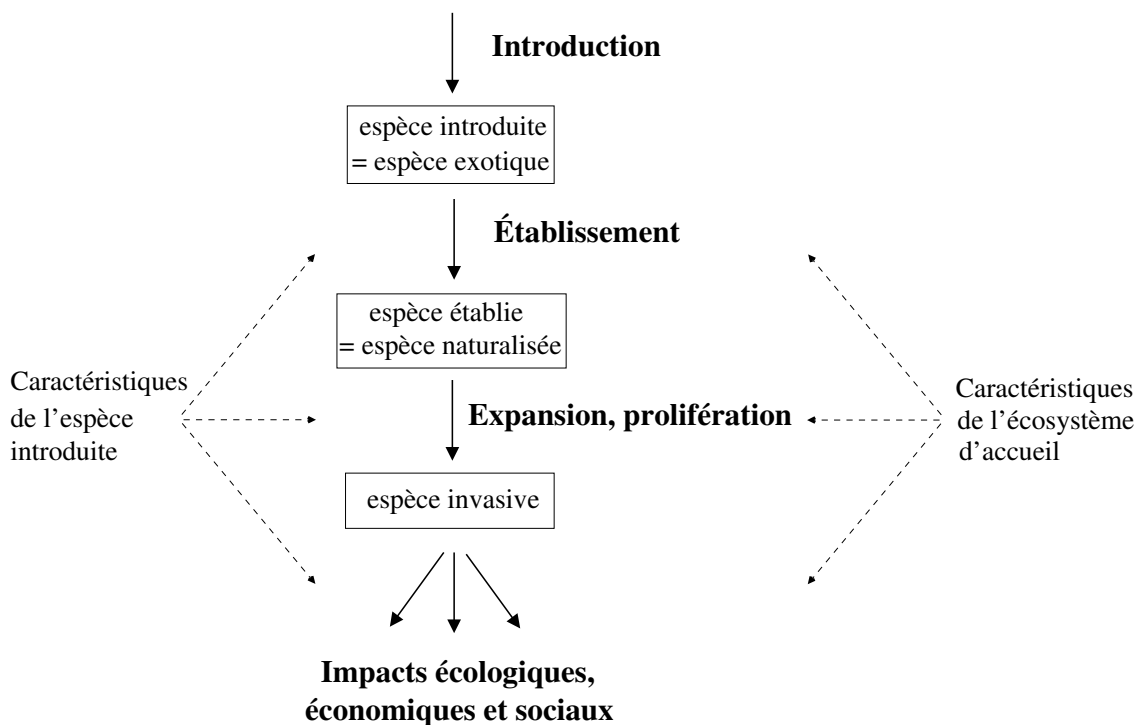 Introduction
espèce introduite
= espèce exotique
Établissement
espèce établie
= espèce naturalisée
Caractéristiques
de l’espèce
introduite
Expansion, prolifération
Caractéristiques
de l’écosystème
d’accueil
espèce invasive
Impacts écologiques,
économiques et sociaux